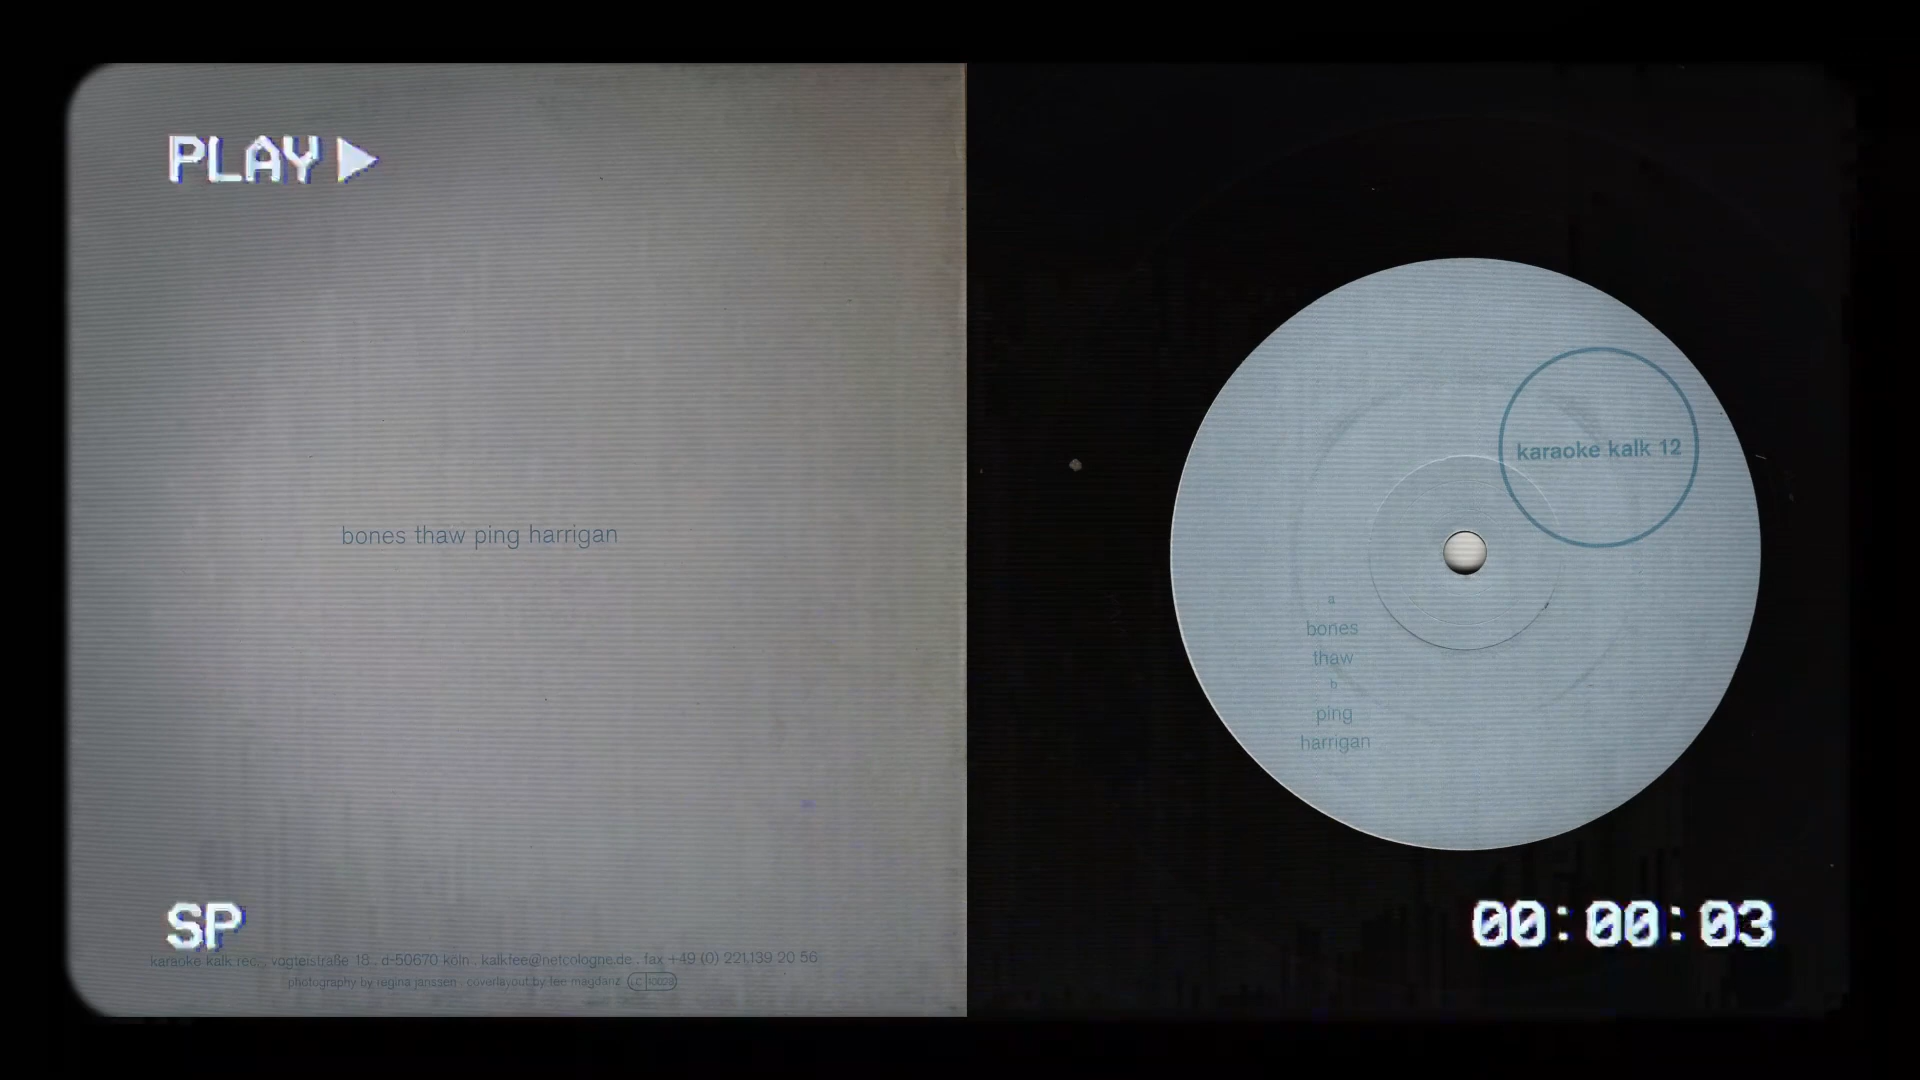 PLAY
bones thaw ping harrigan
SP
karaoke kalk rec. . vogteistraße 18 . d-50670 köln . kalkfee@netcologne.de . fax +49 (0) 221.139 20 56
photography by regina janssen . coverlayout by lee magdanz LC
karaoke kalk 12
a
bones
thaw
b
ping
harrigan
00:00:03